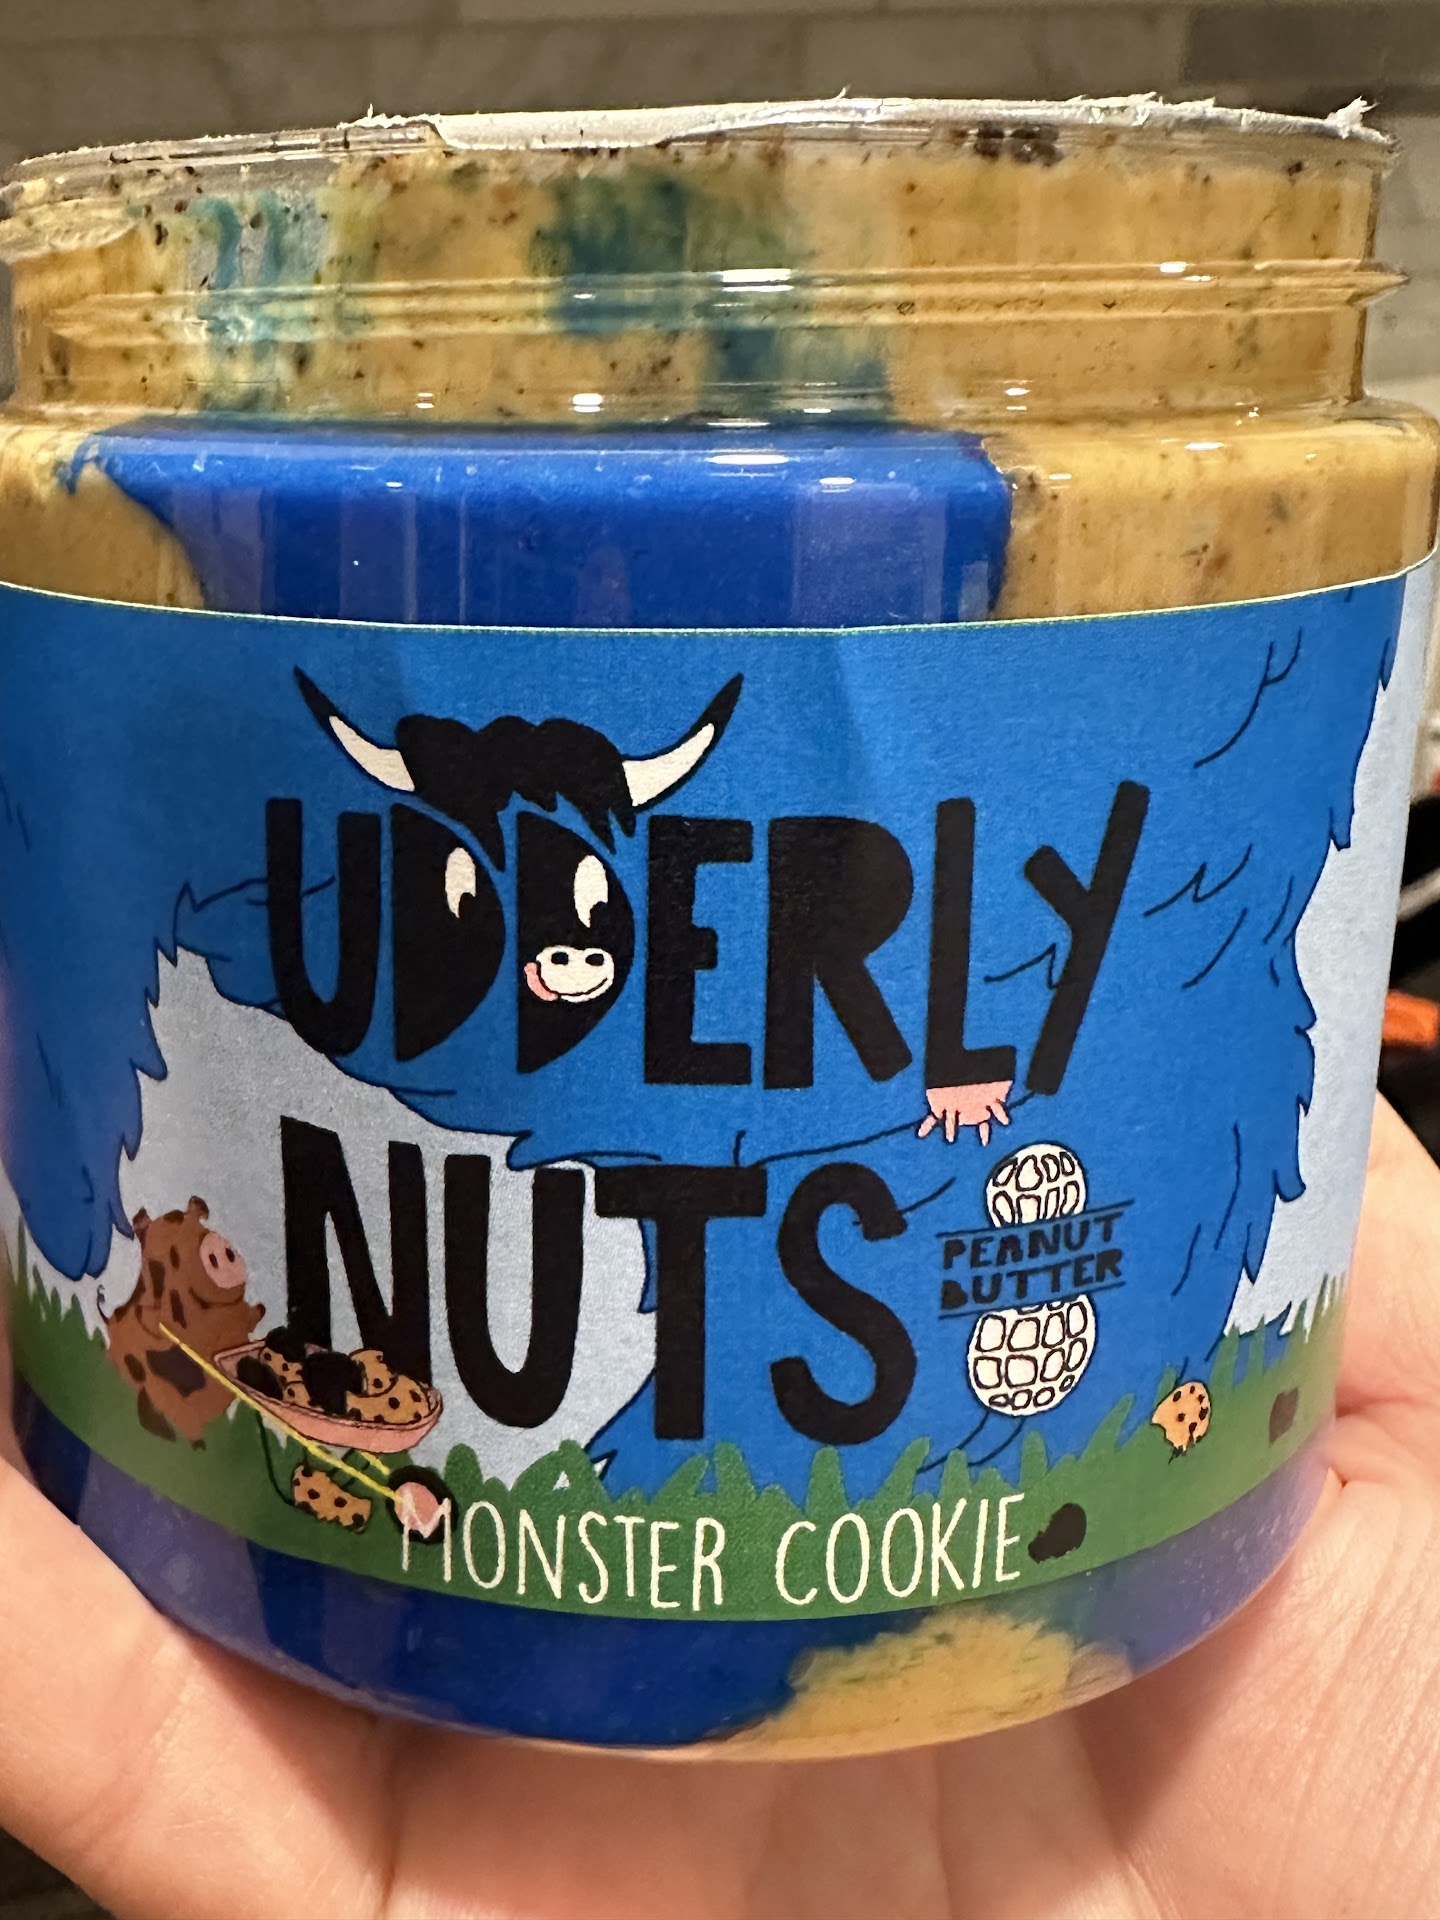 UDDERLY
NUTS
PEANUT
BUTTER
MONSTER COOKIE